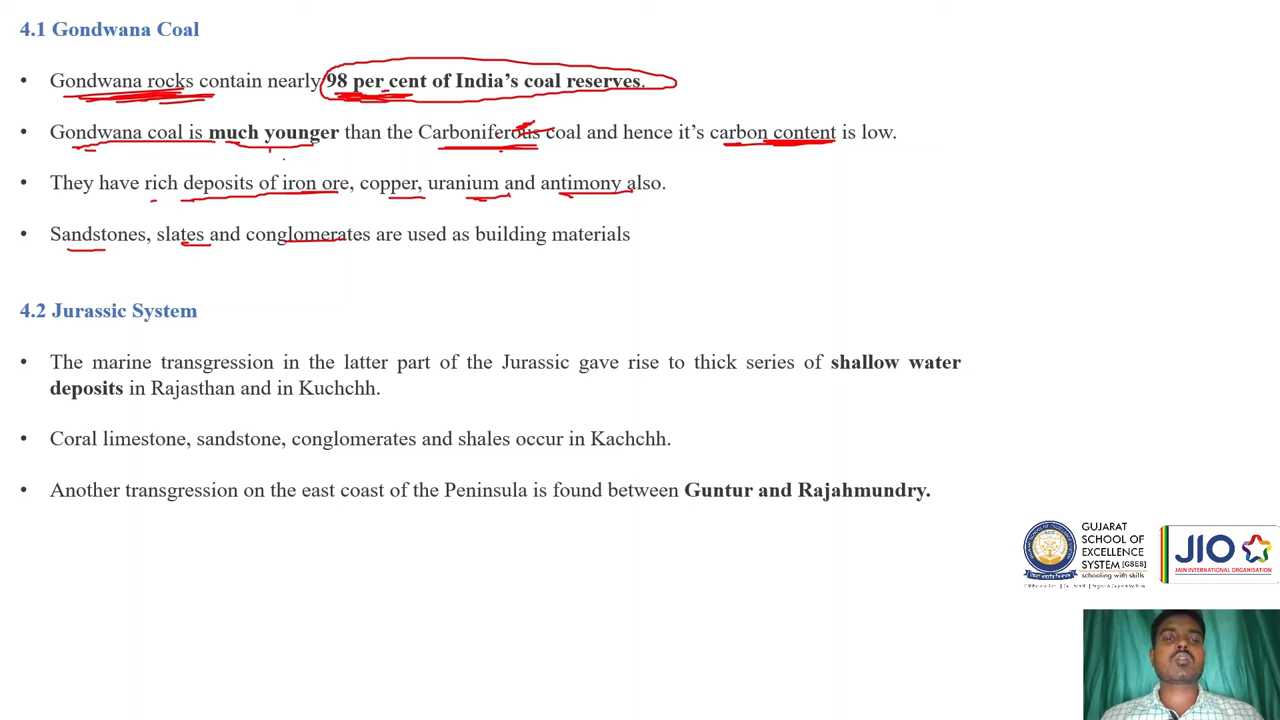 4.1 Gondwana Coal
• Gondwana rocks contain nearly 98 per cent of India's coal reserves.
• Gondwana coal is much younger than the Carboniferous coal and hence it's carbon content is low.
• They have rich deposits of iron ore, copper, uranium and antimony also.
• Sandstones, slates and conglomerates are used as building materials
4.2 Jurassic System
• The marine transgression in the latter part of the Jurassic gave rise to thick series of shallow water
deposits in Rajasthan and in Kuchchh.
• Coral limestone, sandstone, conglomerates and shales occur in Kachchh.
• Another transgression on the east coast of the Peninsula is found between Guntur and Rajahmundry.
GUJARAT
SCHOOL OF
EXCELLENCE
SYSTEM [GSES]
schooling with skills
JIO
JAIN INTERNATIONAL ORGANISATION